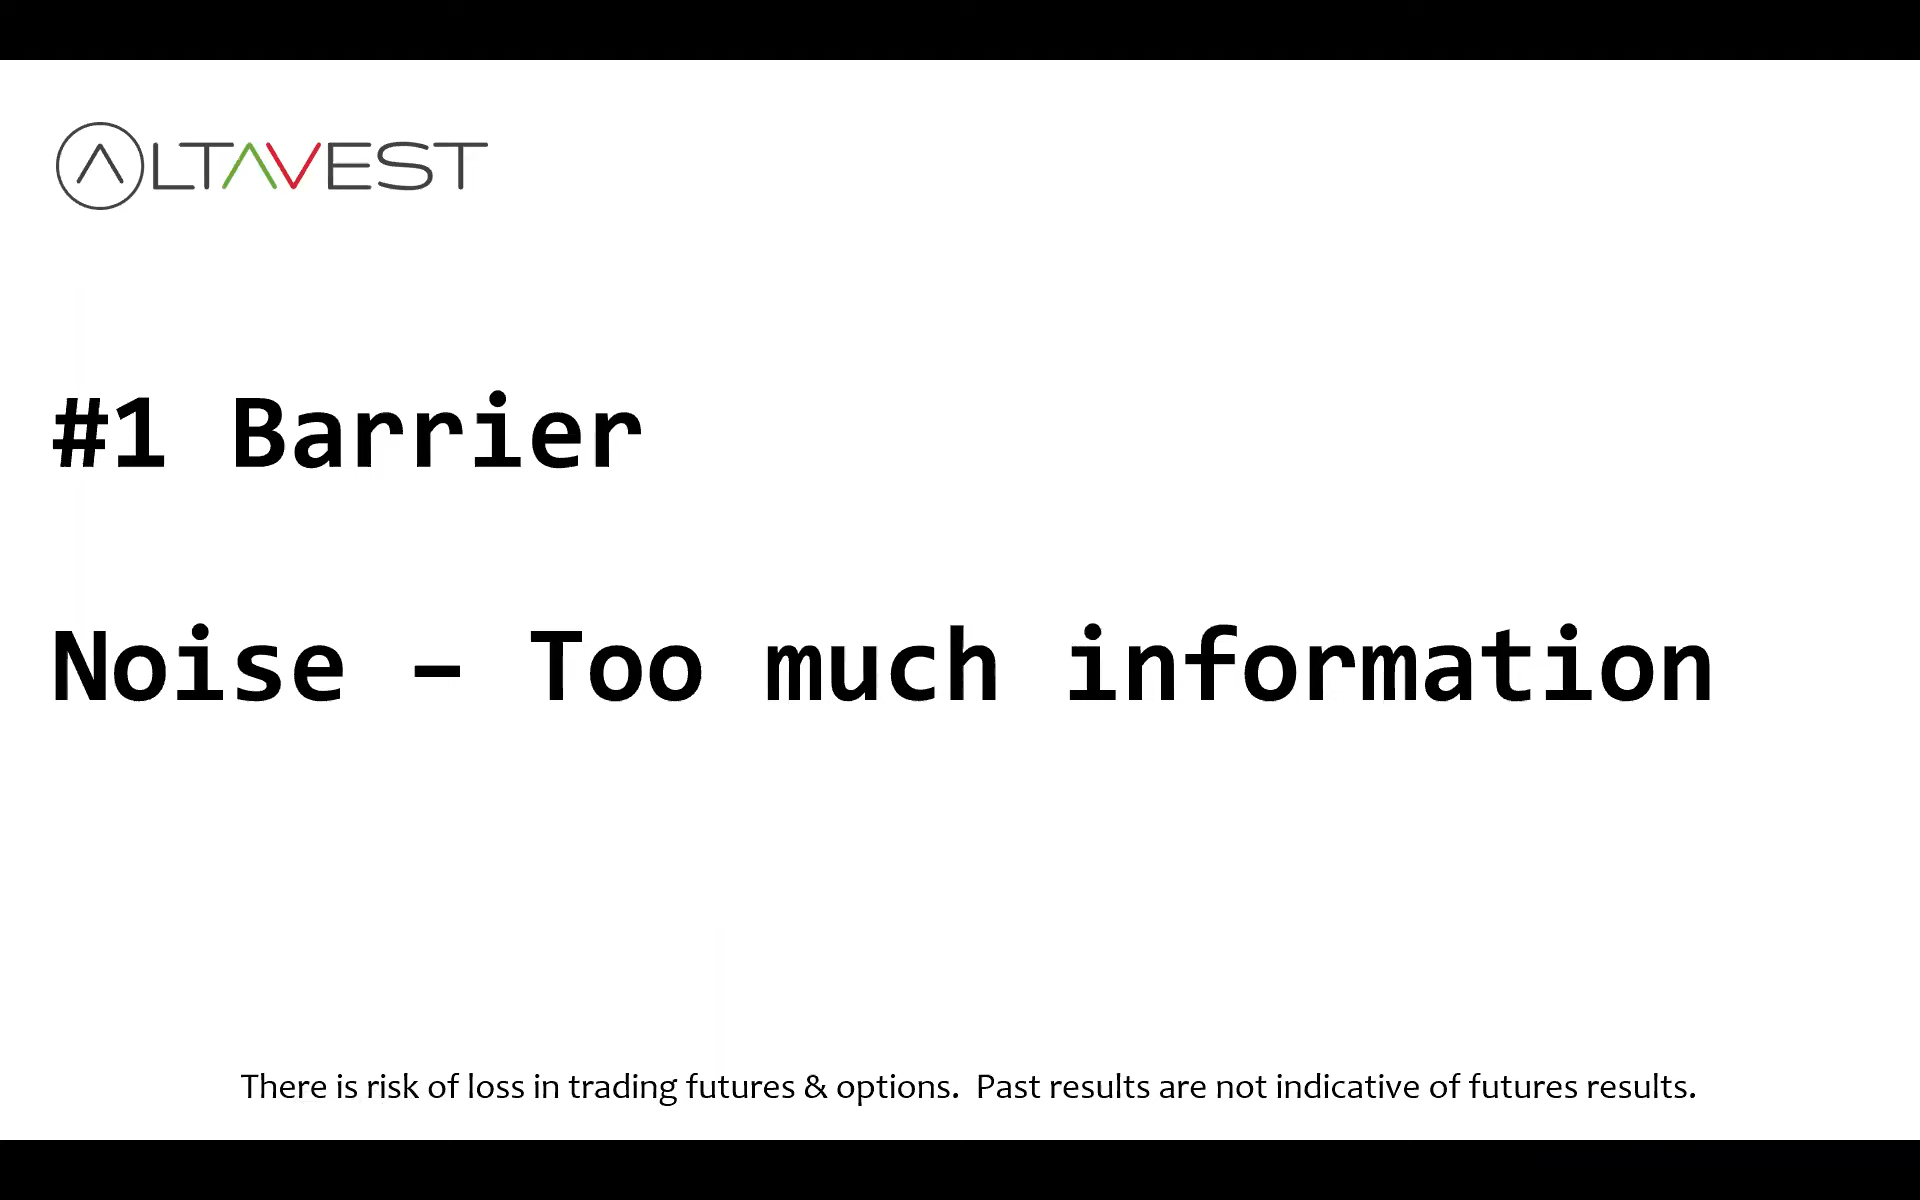 ALTAVEST
#1 Barrier
Noise – Too much information
There is risk of loss in trading futures & options.  Past results are not indicative of futures results.